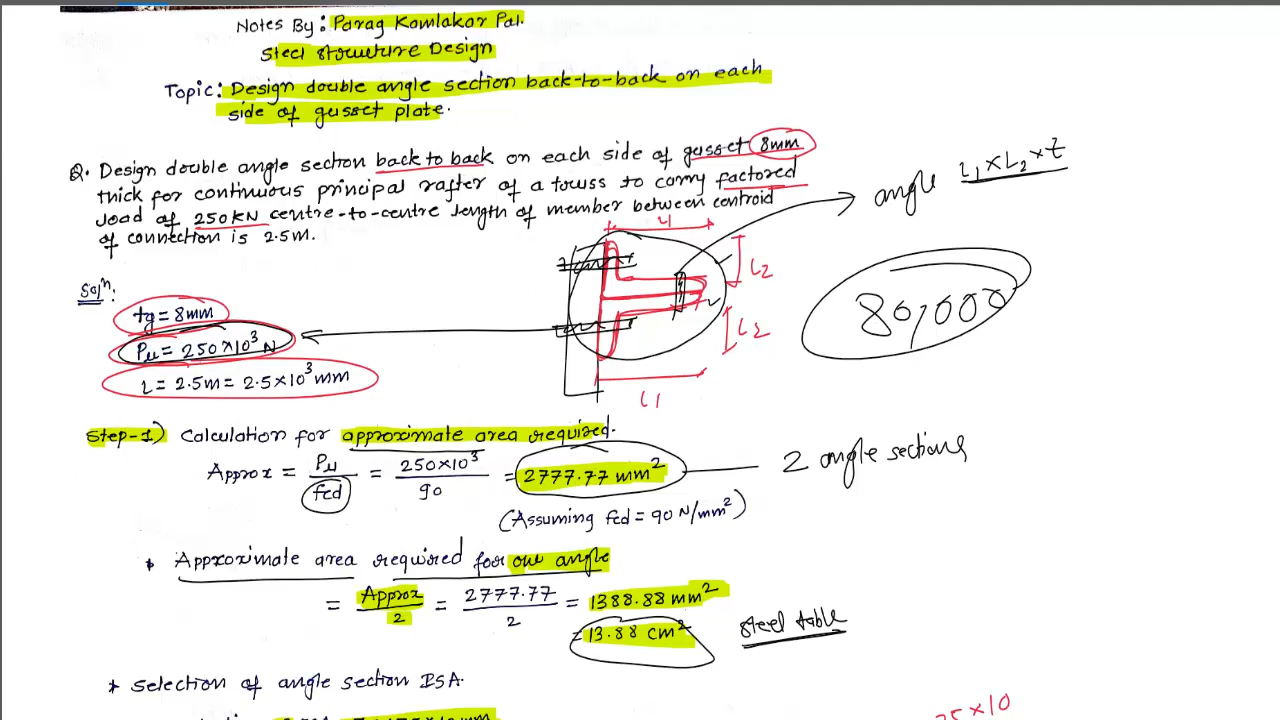 Notes By: Parag Kamlakar Pal.
Steel Structure Design
Topic: Design double angle section back-to-back on each
side of gusset plate.
Q. Design double angle section back to back on each side of gusset 8mm
thick for continuous principal rafter of a truss to carry factored
load of 250 kN centre-to-centre length of member between centroid
of connection is 2.5m.
angle L1 × L2 × t
L1
L2
L2
L1
80,000
Soln:
tg = 8mm
Pu = 250×10³ N
L = 2.5m = 2.5×10³ mm
Step-1) Calculation for approximate area required.
Approx = Pu/fcd = 250×10³/90 = 2777.77 mm²
2 angle sections
(Assuming fcd = 90 N/mm²)
* Approximate area required for one angle
= Approx/2 = 2777.77/2 = 1388.88 mm²
= 13.88 cm²
steel table
* Selection of angle section ISA.
75×10